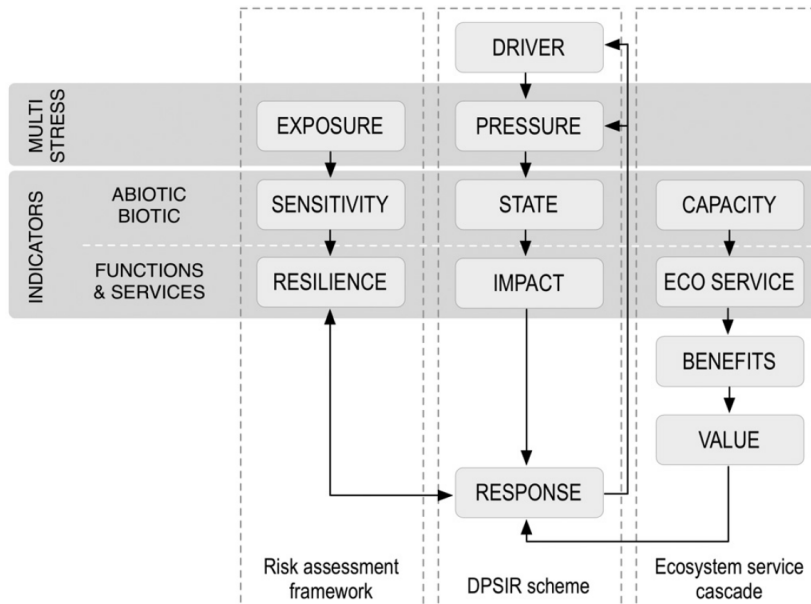 DRIVER
MULTI
STRESS
EXPOSURE
PRESSURE
INDICATORS
ABIOTIC
BIOTIC
SENSITIVITY
STATE
CAPACITY
FUNCTIONS
& SERVICES
RESILIENCE
IMPACT
ECO SERVICE
BENEFITS
VALUE
RESPONSE
Risk assessment
framework
DPSIR scheme
Ecosystem service
cascade